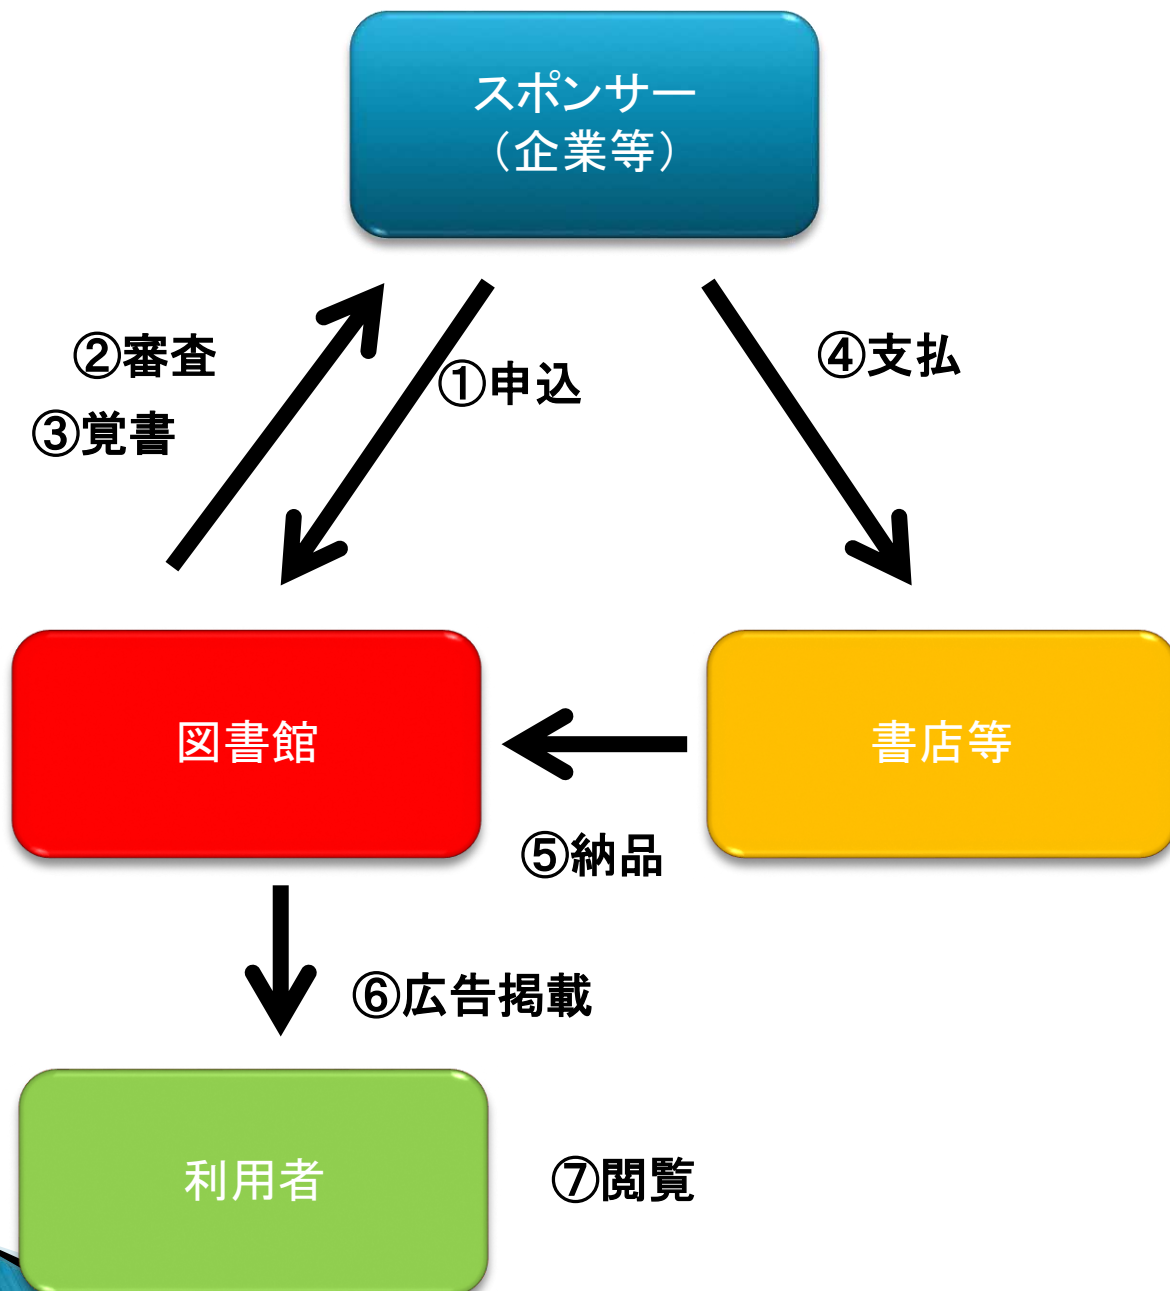 スポンサー
（企業等）
②審査
③覚書
①申込
④支払
図書館
書店等
⑤納品
⑥広告掲載
利用者
⑦閲覧